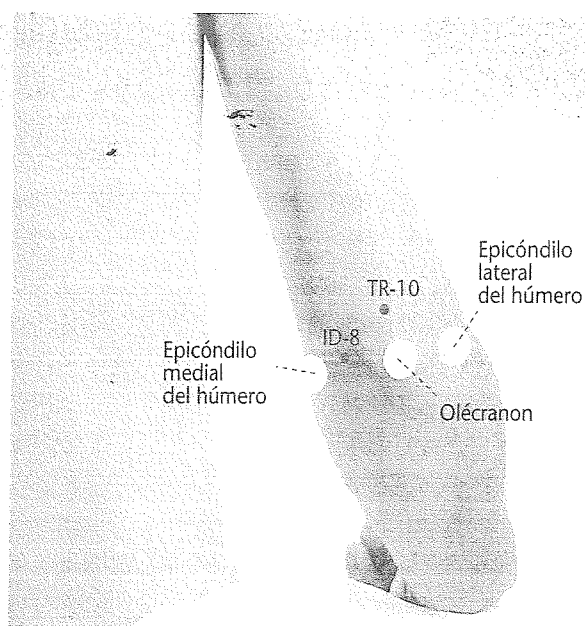 Epicóndilo
lateral
del húmero
TR-10
ID-8
Epicóndilo
medial
del húmero
Olécranon